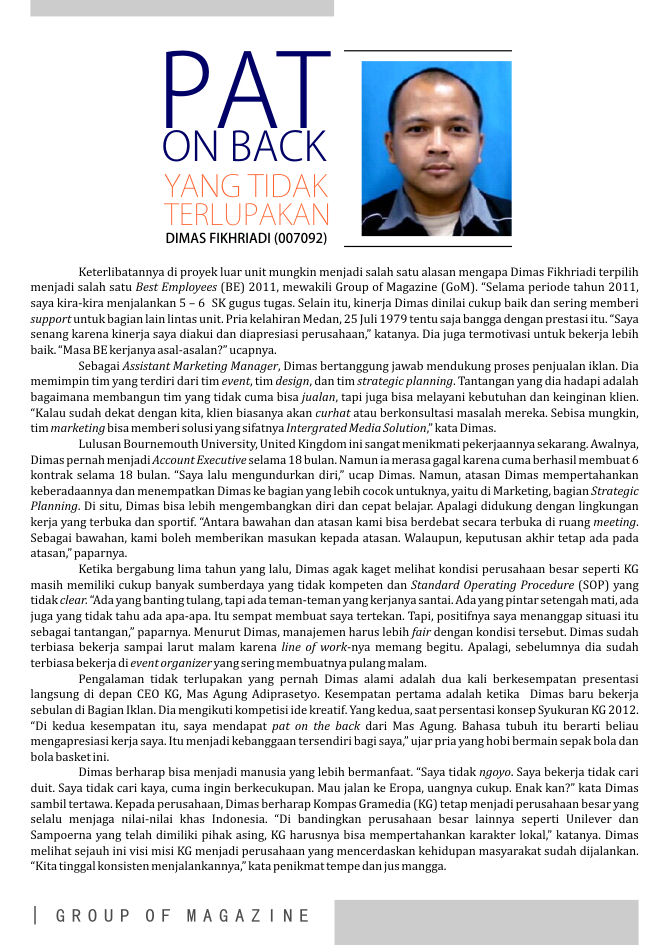 PAT
ON BACK
YANG TIDAK
TERLUPAKAN
DIMAS FIKHRIADI (007092)
Keterlibatannya di proyek luar unit mungkin menjadi salah satu alasan mengapa Dimas Fikhriadi terpilih
menjadi salah satu Best Employees (BE) 2011, mewakili Group of Magazine (GoM). “Selama periode tahun 2011,
saya kira-kira menjalankan 5 – 6 SK gugus tugas. Selain itu, kinerja Dimas dinilai cukup baik dan sering memberi
support untuk bagian lain lintas unit. Pria kelahiran Medan, 25 Juli 1979 tentu saja bangga dengan prestasi itu. “Saya
senang karena kinerja saya diakui dan diapresiasi perusahaan,” katanya. Dia juga termotivasi untuk bekerja lebih
baik. “Masa BE kerjanya asal-asalan?” ucapnya.
Sebagai Assistant Marketing Manager, Dimas bertanggung jawab mendukung proses penjualan iklan. Dia
memimpin tim yang terdiri dari tim event, tim design, dan tim strategic planning. Tantangan yang dia hadapi adalah
bagaimana membangun tim yang tidak cuma bisa jualan, tapi juga bisa melayani kebutuhan dan keinginan klien.
“Kalau sudah dekat dengan kita, klien biasanya akan curhat atau berkonsultasi masalah mereka. Sebisa mungkin,
tim marketing bisa memberi solusi yang sifatnya Intergrated Media Solution,” kata Dimas.
Lulusan Bournemouth University, United Kingdom ini sangat menikmati pekerjaannya sekarang. Awalnya,
Dimas pernah menjadi Account Executive selama 18 bulan. Namun ia merasa gagal karena cuma berhasil membuat 6
kontrak selama 18 bulan. “Saya lalu mengundurkan diri,” ucap Dimas. Namun, atasan Dimas mempertahankan
keberadaannya dan menempatkan Dimas ke bagian yang lebih cocok untuknya, yaitu di Marketing, bagian Strategic
Planning. Di situ, Dimas bisa lebih mengembangkan diri dan cepat belajar. Apalagi didukung dengan lingkungan
kerja yang terbuka dan sportif. “Antara bawahan dan atasan kami bisa berdebat secara terbuka di ruang meeting.
Sebagai bawahan, kami boleh memberikan masukan kepada atasan. Walaupun, keputusan akhir tetap ada pada
atasan,” paparnya.
Ketika bergabung lima tahun yang lalu, Dimas agak kaget melihat kondisi perusahaan besar seperti KG
masih memiliki cukup banyak sumberdaya yang tidak kompeten dan Standard Operating Procedure (SOP) yang
tidak clear. “Ada yang banting tulang, tapi ada teman-teman yang kerjanya santai. Ada yang pintar setengah mati, ada
juga yang tidak tahu ada apa-apa. Itu sempat membuat saya tertekan. Tapi, positifnya saya menanggap situasi itu
sebagai tantangan,” paparnya. Menurut Dimas, manajemen harus lebih fair dengan kondisi tersebut. Dimas sudah
terbiasa bekerja sampai larut malam karena line of work-nya memang begitu. Apalagi, sebelumnya dia sudah
terbiasa bekerja di event organizer yang sering membuatnya pulang malam.
Pengalaman tidak terlupakan yang pernah Dimas alami adalah dua kali berkesempatan presentasi
langsung di depan CEO KG, Mas Agung Adiprasetyo. Kesempatan pertama adalah ketika Dimas baru bekerja
sebulan di Bagian Iklan. Dia mengikuti kompetisi ide kreatif. Yang kedua, saat persentasi konsep Syukuran KG 2012.
“Di kedua kesempatan itu, saya mendapat pat on the back dari Mas Agung. Bahasa tubuh itu berarti beliau
mengapresiasi kerja saya. Itu menjadi kebanggaan tersendiri bagi saya,” ujar pria yang hobi bermain sepak bola dan
bola basket ini.
Dimas berharap bisa menjadi manusia yang lebih bermanfaat. “Saya tidak ngoyo. Saya bekerja tidak cari
duit. Saya tidak cari kaya, cuma ingin berkecukupan. Mau jalan ke Eropa, uangnya cukup. Enak kan?” kata Dimas
sambil tertawa. Kepada perusahaan, Dimas berharap Kompas Gramedia (KG) tetap menjadi perusahaan besar yang
selalu menjaga nilai-nilai khas Indonesia. “Di bandingkan perusahaan besar lainnya seperti Unilever dan
Sampoerna yang telah dimiliki pihak asing, KG harusnya bisa mempertahankan karakter lokal,” katanya. Dimas
melihat sejauh ini visi misi KG menjadi perusahaan yang mencerdaskan kehidupan masyarakat sudah dijalankan.
“Kita tinggal konsisten menjalankannya,” kata penikmat tempe dan jus mangga.
| GROUP OF MAGAZINE